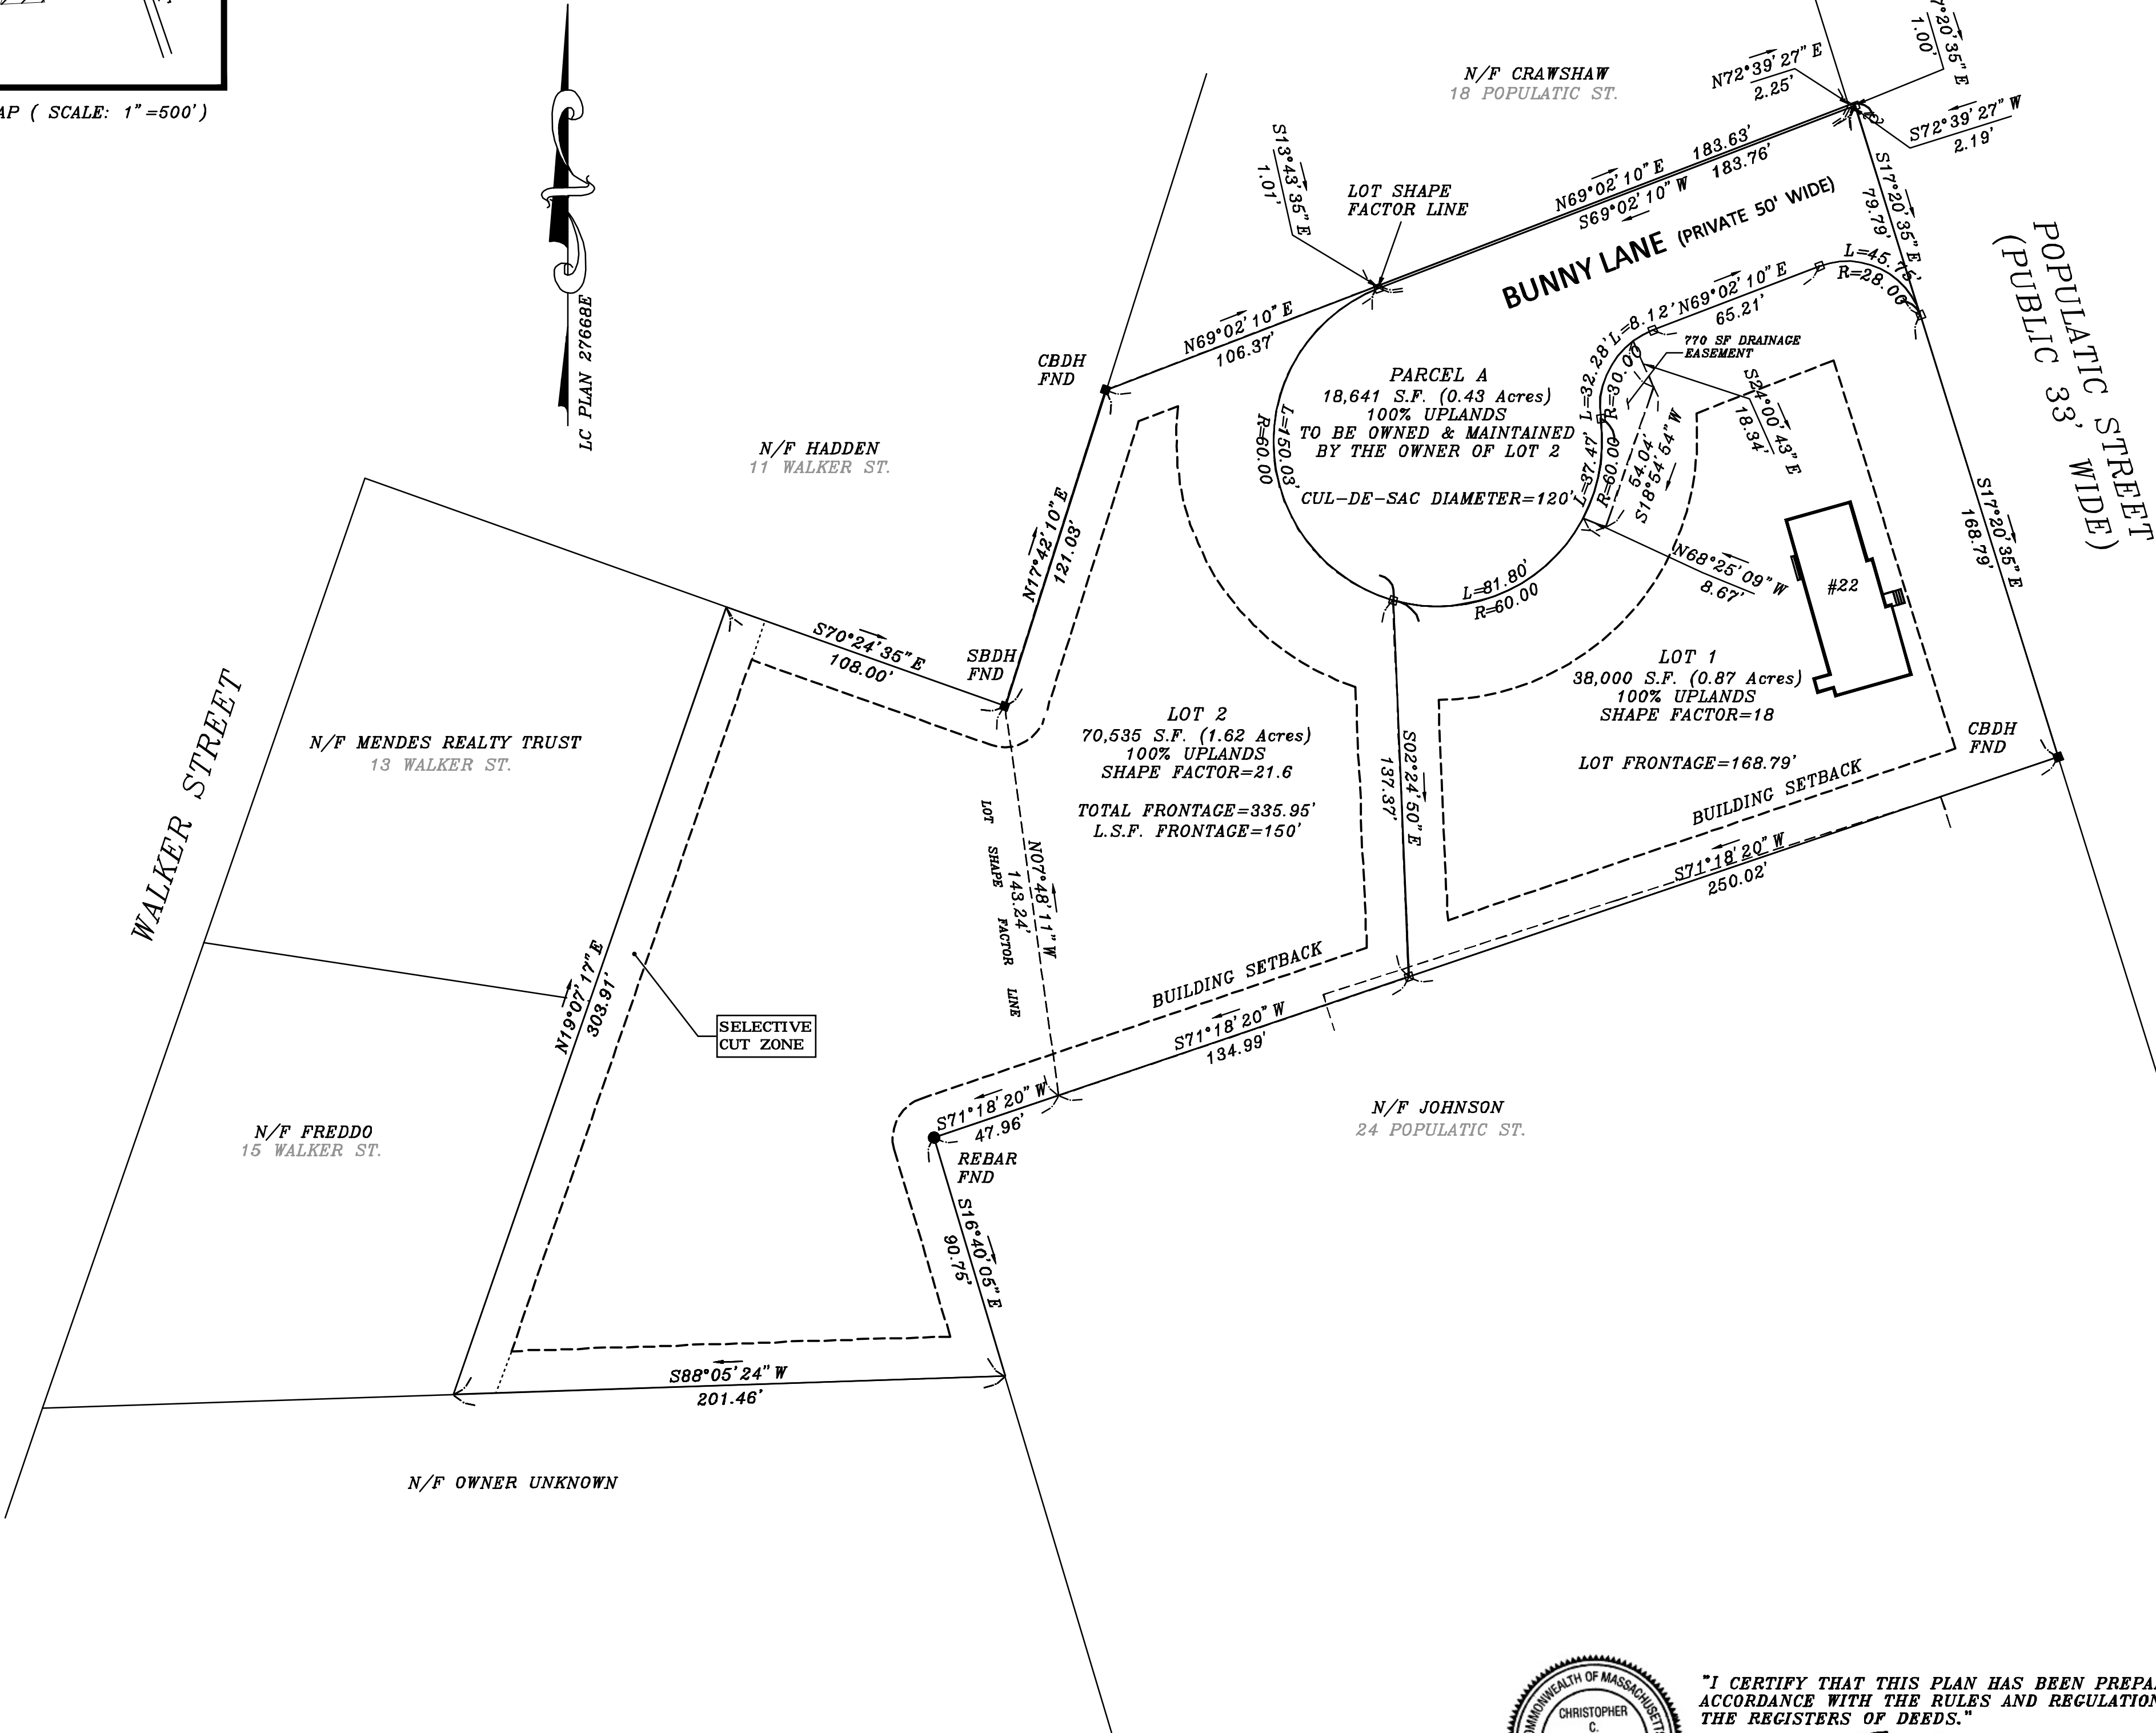 AP ( SCALE: 1"=500')
LC PLAN 27668E
N/F CRAWSHAW
18 POPULATIC ST.
N72°39'27"E
2.25'
7°20'35"E
1.00'
S72°39'27"W
2.19'
S13°43'35"E
1.01'
LOT SHAPE
FACTOR LINE
N69°02'10"E 183.63'
S69°02'10"W 183.76'
BUNNY LANE (PRIVATE 50' WIDE)
S17°20'35"E
79.79'
POPULATIC STREET
(PUBLIC 33' WIDE)
L=45.75'
R=28.00
N69°02'10"E
65.21'
L=8.12'
L=32.28'
R=30.00
770 SF DRAINAGE
EASEMENT
N69°02'10"E
106.37'
CBDH
FND
PARCEL A
18,641 S.F. (0.43 Acres)
100% UPLANDS
TO BE OWNED & MAINTAINED
BY THE OWNER OF LOT 2
CUL-DE-SAC DIAMETER=120'
L=150.03'
R=60.00
L=37.47'
R=60.00
54.04'
S18°54'54"W
S24°00'43"E
18.34'
N68°25'09"W
8.67'
L=81.80'
R=60.00
#22
S17°20'35"E
168.79'
N/F HADDEN
11 WALKER ST.
N17°42'10"E
121.03'
S70°24'35"E
108.00'
SBDH
FND
LOT 1
38,000 S.F. (0.87 Acres)
100% UPLANDS
SHAPE FACTOR=18
LOT FRONTAGE=168.79'
CBDH
FND
LOT 2
70,535 S.F. (1.62 Acres)
100% UPLANDS
SHAPE FACTOR=21.6
TOTAL FRONTAGE=335.95'
L.S.F. FRONTAGE=150'
S02°24'50"E
137.37'
WALKER STREET
N/F MENDES REALTY TRUST
13 WALKER ST.
LOT SHAPE FACTOR LINE
N07°48'11"W
143.24'
BUILDING SETBACK
S71°18'20"W
250.02'
BUILDING SETBACK
S71°18'20"W
134.99'
N19°07'17"E
303.91'
SELECTIVE
CUT ZONE
S71°18'20"W
47.96'
REBAR
FND
N/F JOHNSON
24 POPULATIC ST.
N/F FREDDO
15 WALKER ST.
S16°40'05"E
90.75'
S88°05'24"W
201.46'
N/F OWNER UNKNOWN
OMMONWEALTH OF MASSACHUSETT
CHRISTOPHER
C.
"I CERTIFY THAT THIS PLAN HAS BEEN PREPA
ACCORDANCE WITH THE RULES AND REGULATION
THE REGISTERS OF DEEDS."